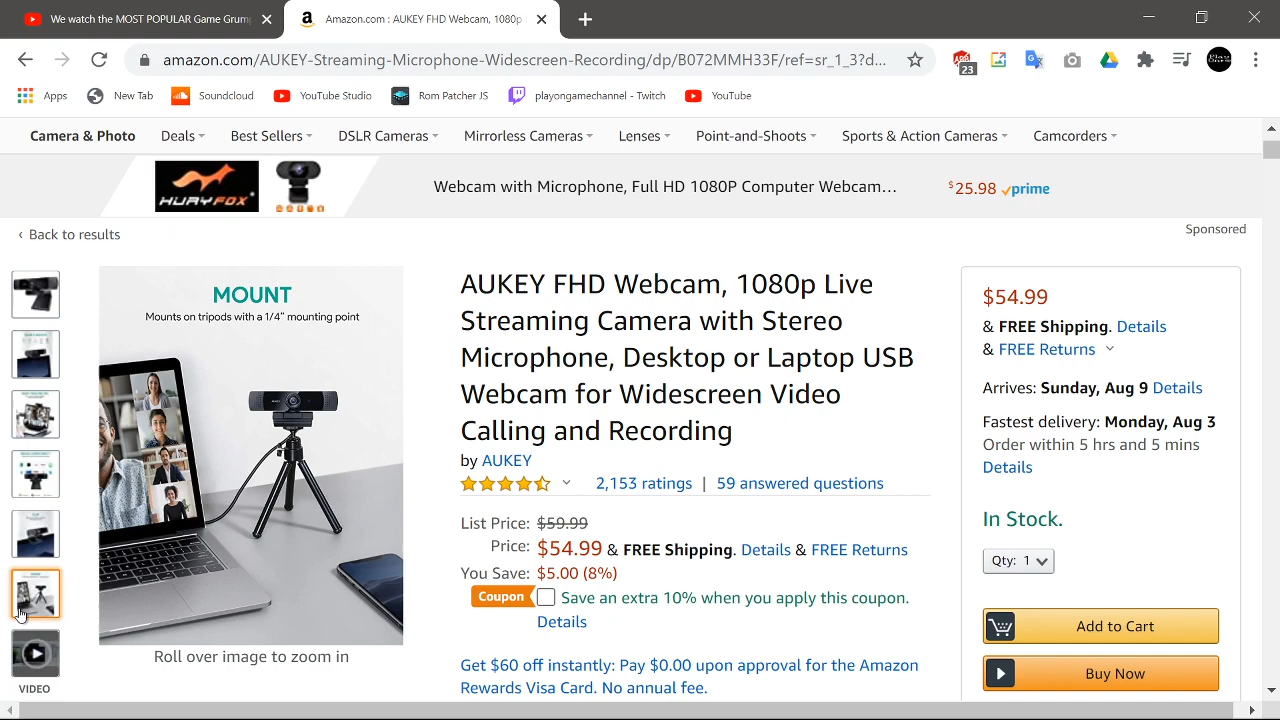 We watch the MOST POPULAR Game Grum
Amazon.com : AUKEY FHD Webcam, 1080p
amazon.com/AUKEY-Streaming-Microphone-Widescreen-Recording/dp/B072MMH33F/ref=sr_1_3?d...
23
Apps
New Tab
Soundcloud
YouTube Studio
Rom Patcher JS
playongamechannel - Twitch
YouTube
Camera & Photo
Deals
Best Sellers
DSLR Cameras
Mirrorless Cameras
Lenses
Point-and-Shoots
Sports & Action Cameras
Camcorders
HURYFOX
Webcam with Microphone, Full HD 1080P Computer Webcam…
$25.98 prime
Sponsored
‹ Back to results
MOUNT
Mounts on tripods with a 1/4" mounting point
Roll over image to zoom in
VIDEO
AUKEY FHD Webcam, 1080p Live
Streaming Camera with Stereo
Microphone, Desktop or Laptop USB
Webcam for Widescreen Video
Calling and Recording
by AUKEY
2,153 ratings | 59 answered questions
List Price: $59.99
Price: $54.99 & FREE Shipping. Details & FREE Returns
You Save: $5.00 (8%)
Coupon Save an extra 10% when you apply this coupon.
Details
Get $60 off instantly: Pay $0.00 upon approval for the Amazon
Rewards Visa Card. No annual fee.
$54.99
& FREE Shipping. Details
& FREE Returns
Arrives: Sunday, Aug 9 Details
Fastest delivery: Monday, Aug 3
Order within 5 hrs and 5 mins
Details
In Stock.
Qty: 1
Add to Cart
Buy Now